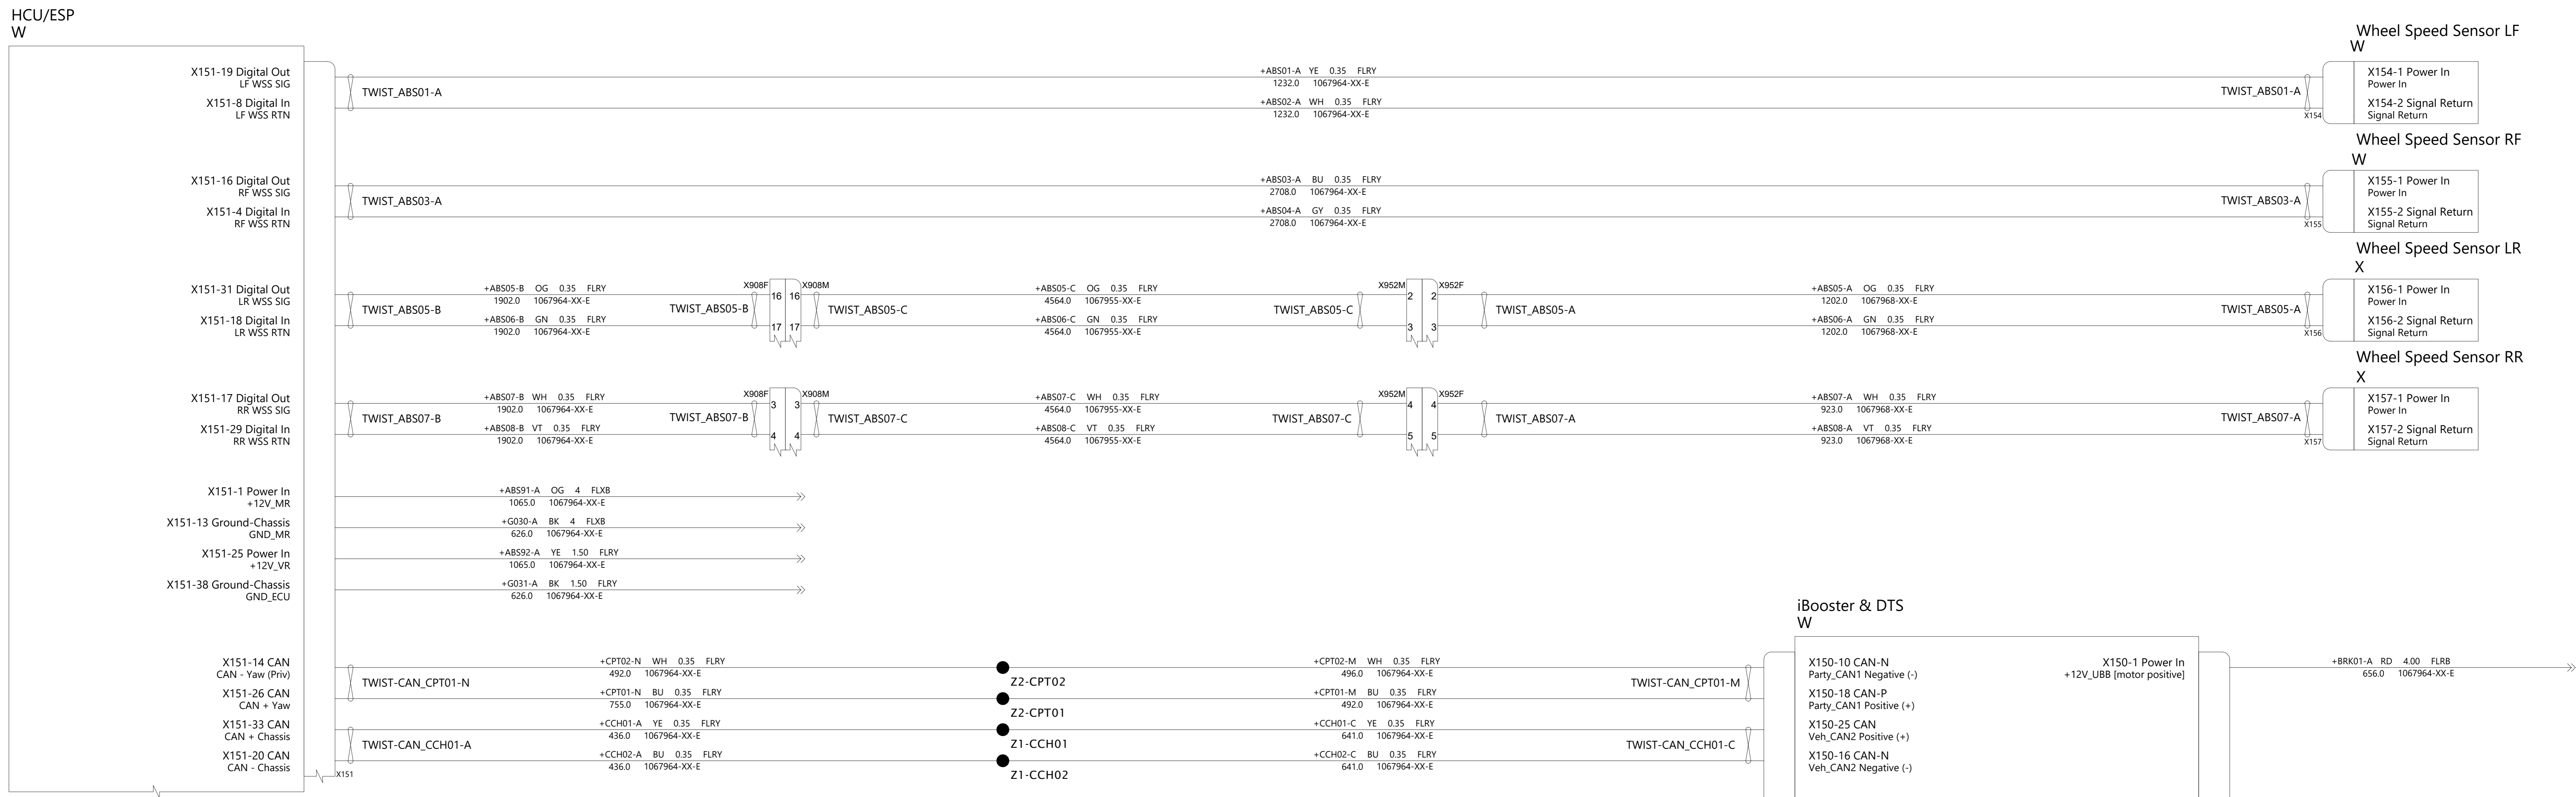 HCU/ESP
W
Wheel Speed Sensor LF
W
X151-19 Digital Out
LF WSS SIG
X151-8 Digital In
LF WSS RTN
TWIST_ABS01-A
+ABS01-A YE 0.35 FLRY
1232.0 1067964-XX-E
+ABS02-A WH 0.35 FLRY
1232.0 1067964-XX-E
TWIST_ABS01-A
X154
X154-1 Power In
Power In
X154-2 Signal Return
Signal Return
Wheel Speed Sensor RF
W
X151-16 Digital Out
RF WSS SIG
X151-4 Digital In
RF WSS RTN
TWIST_ABS03-A
+ABS03-A BU 0.35 FLRY
2708.0 1067964-XX-E
+ABS04-A GY 0.35 FLRY
2708.0 1067964-XX-E
TWIST_ABS03-A
X155
X155-1 Power In
Power In
X155-2 Signal Return
Signal Return
Wheel Speed Sensor LR
X
X151-31 Digital Out
LR WSS SIG
X151-18 Digital In
LR WSS RTN
TWIST_ABS05-B
+ABS05-B OG 0.35 FLRY
1902.0 1067964-XX-E
+ABS06-B GN 0.35 FLRY
1902.0 1067964-XX-E
TWIST_ABS05-B
X908F X908M
16 16
17 17
TWIST_ABS05-C
+ABS05-C OG 0.35 FLRY
4564.0 1067955-XX-E
+ABS06-C GN 0.35 FLRY
4564.0 1067955-XX-E
TWIST_ABS05-C
X952M X952F
2 2
3 3
TWIST_ABS05-A
+ABS05-A OG 0.35 FLRY
1202.0 1067968-XX-E
+ABS06-A GN 0.35 FLRY
1202.0 1067968-XX-E
TWIST_ABS05-A
X156
X156-1 Power In
Power In
X156-2 Signal Return
Signal Return
Wheel Speed Sensor RR
X
X151-17 Digital Out
RR WSS SIG
X151-29 Digital In
RR WSS RTN
TWIST_ABS07-B
+ABS07-B WH 0.35 FLRY
1902.0 1067964-XX-E
+ABS08-B VT 0.35 FLRY
1902.0 1067964-XX-E
TWIST_ABS07-B
X908F X908M
3 3
4 4
TWIST_ABS07-C
+ABS07-C WH 0.35 FLRY
4564.0 1067955-XX-E
+ABS08-C VT 0.35 FLRY
4564.0 1067955-XX-E
TWIST_ABS07-C
X952M X952F
4 4
5 5
TWIST_ABS07-A
+ABS07-A WH 0.35 FLRY
923.0 1067968-XX-E
+ABS08-A VT 0.35 FLRY
923.0 1067968-XX-E
TWIST_ABS07-A
X157
X157-1 Power In
Power In
X157-2 Signal Return
Signal Return
X151-1 Power In
+12V_MR
+ABS91-A OG 4 FLXB
1065.0 1067964-XX-E
X151-13 Ground-Chassis
GND_MR
+G030-A BK 4 FLXB
626.0 1067964-XX-E
X151-25 Power In
+12V_VR
+ABS92-A YE 1.50 FLRY
1065.0 1067964-XX-E
X151-38 Ground-Chassis
GND_ECU
+G031-A BK 1.50 FLRY
626.0 1067964-XX-E
iBooster & DTS
W
X151-14 CAN
CAN - Yaw (Priv)
X151-26 CAN
CAN + Yaw
X151-33 CAN
CAN + Chassis
X151-20 CAN
CAN - Chassis
X151
TWIST-CAN_CPT01-N
TWIST-CAN_CCH01-A
+CPT02-N WH 0.35 FLRY
492.0 1067964-XX-E
+CPT01-N BU 0.35 FLRY
755.0 1067964-XX-E
+CCH01-A YE 0.35 FLRY
436.0 1067964-XX-E
+CCH02-A BU 0.35 FLRY
436.0 1067964-XX-E
Z2-CPT02
Z2-CPT01
Z1-CCH01
Z1-CCH02
+CPT02-M WH 0.35 FLRY
496.0 1067964-XX-E
+CPT01-M BU 0.35 FLRY
492.0 1067964-XX-E
+CCH01-C YE 0.35 FLRY
641.0 1067964-XX-E
+CCH02-C BU 0.35 FLRY
641.0 1067964-XX-E
TWIST-CAN_CPT01-M
TWIST-CAN_CCH01-C
X150-10 CAN-N
Party_CAN1 Negative (-)
X150-18 CAN-P
Party_CAN1 Positive (+)
X150-25 CAN
Veh_CAN2 Positive (+)
X150-16 CAN-N
Veh_CAN2 Negative (-)
X150-1 Power In
+12V_UBB [motor positive]
+BRK01-A RD 4.00 FLRB
656.0 1067964-XX-E